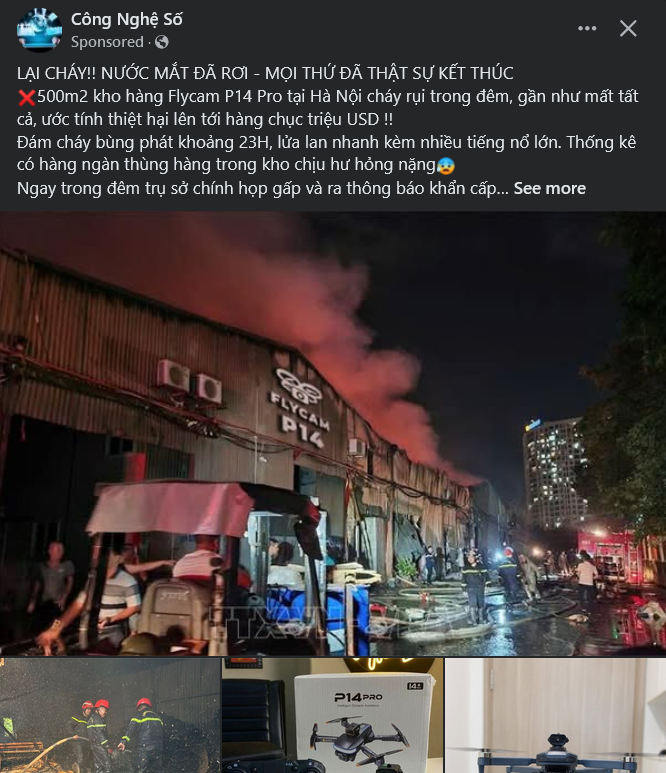 Công Nghệ Số
Sponsored ·
LẠI CHÁY!! NƯỚC MẮT ĐÃ RƠI - MỌI THỨ ĐÃ THẬT SỰ KẾT THÚC
❌500m2 kho hàng Flycam P14 Pro tại Hà Nội cháy rụi trong đêm, gần như mất tất
cả, ước tính thiệt hại lên tới hàng chục triệu USD !!
Đám cháy bùng phát khoảng 23H, lửa lan nhanh kèm nhiều tiếng nổ lớn. Thống kê
có hàng ngàn thùng hàng trong kho chịu hư hỏng nặng😰
Ngay trong đêm trụ sở chính họp gấp và ra thông báo khẩn cấp... See more
FLYCAM
P14
P14 PRO